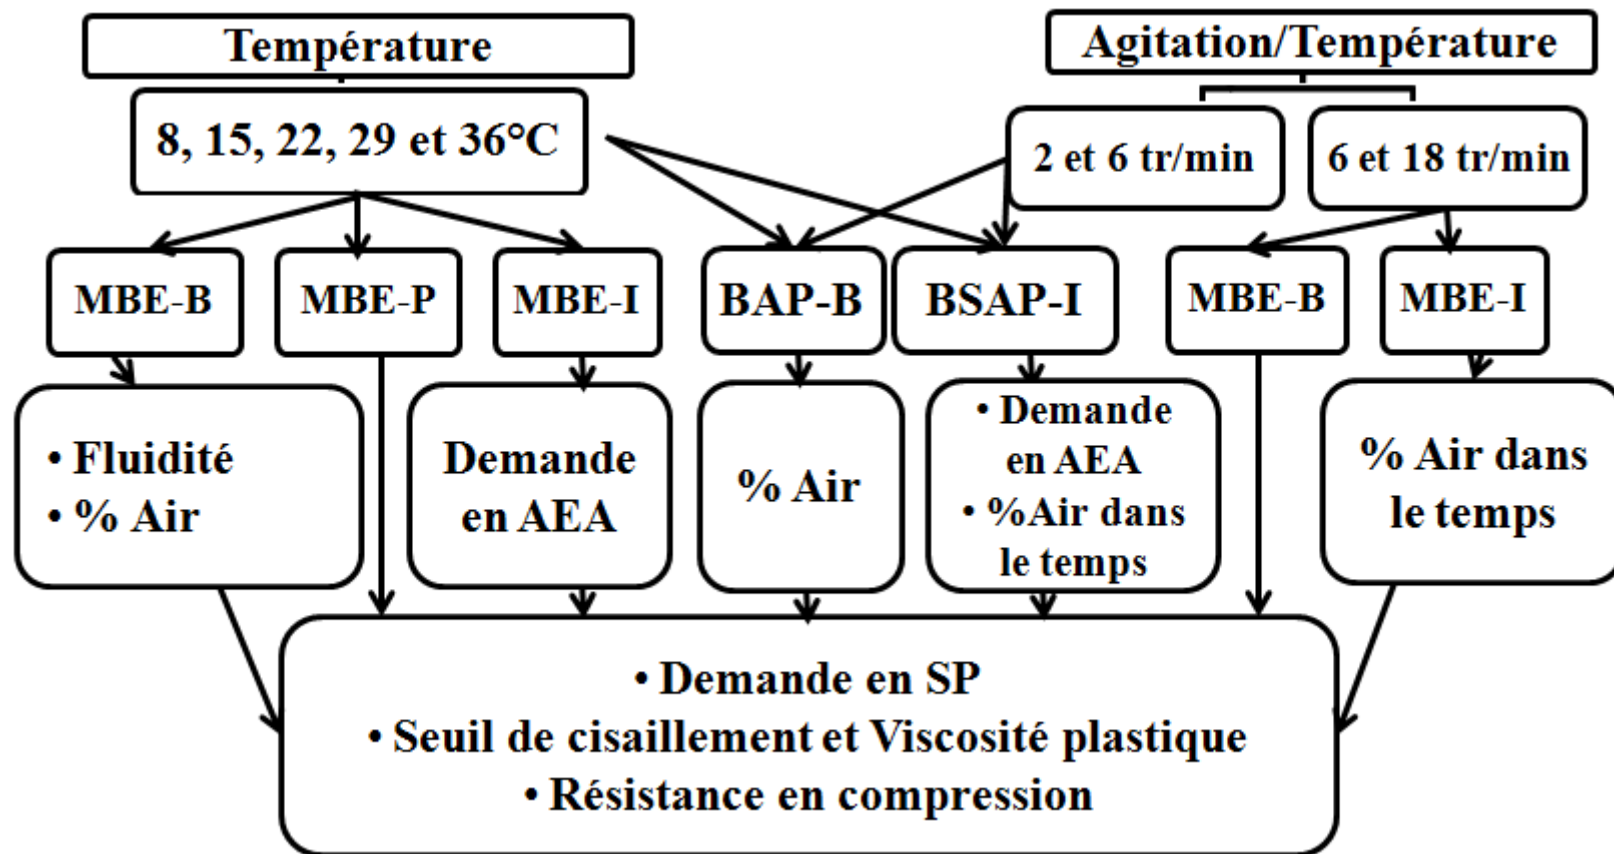 Température
Agitation/Température
8, 15, 22, 29 et 36°C
2 et 6 tr/min
6 et 18 tr/min
MBE-B
MBE-P
MBE-I
BAP-B
BSAP-I
MBE-B
MBE-I
• Fluidité
• % Air
Demande
en AEA
% Air
• Demande
en AEA
• %Air dans
le temps
% Air dans
le temps
• Demande en SP
• Seuil de cisaillement et Viscosité plastique
• Résistance en compression